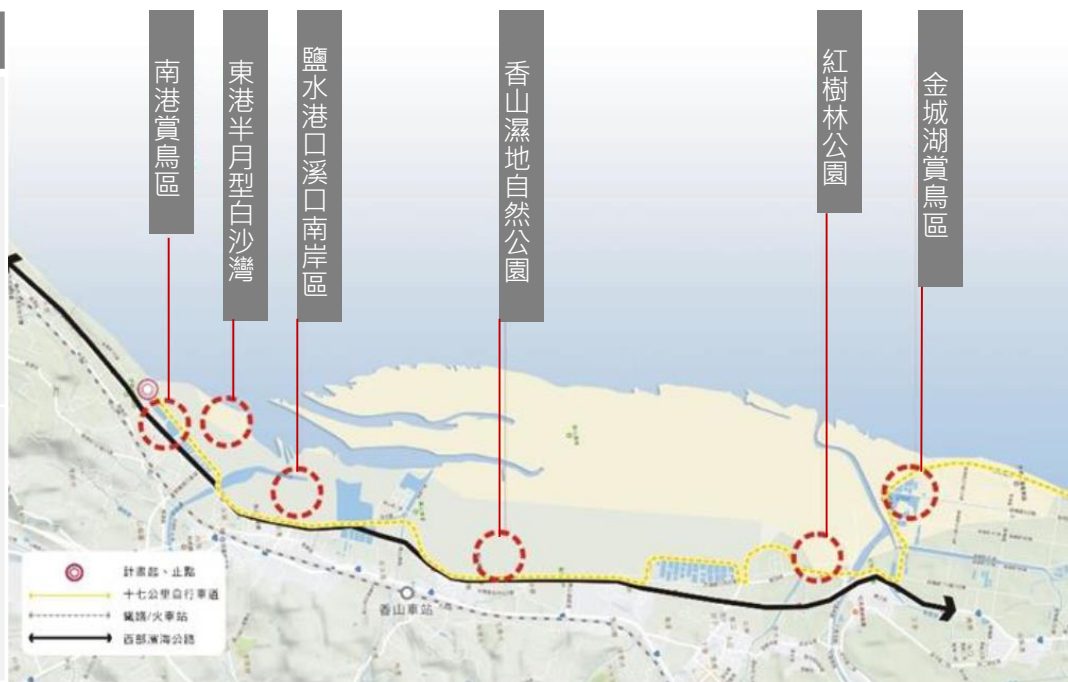 南港賞鳥區
東港半月型白沙灣
鹽水港口溪口南岸區
香山濕地自然公園
紅樹林公園
金城湖賞鳥區
香山車站
計畫起、止點
十七公里自行車道
鐵路/火車站
西部濱海公路